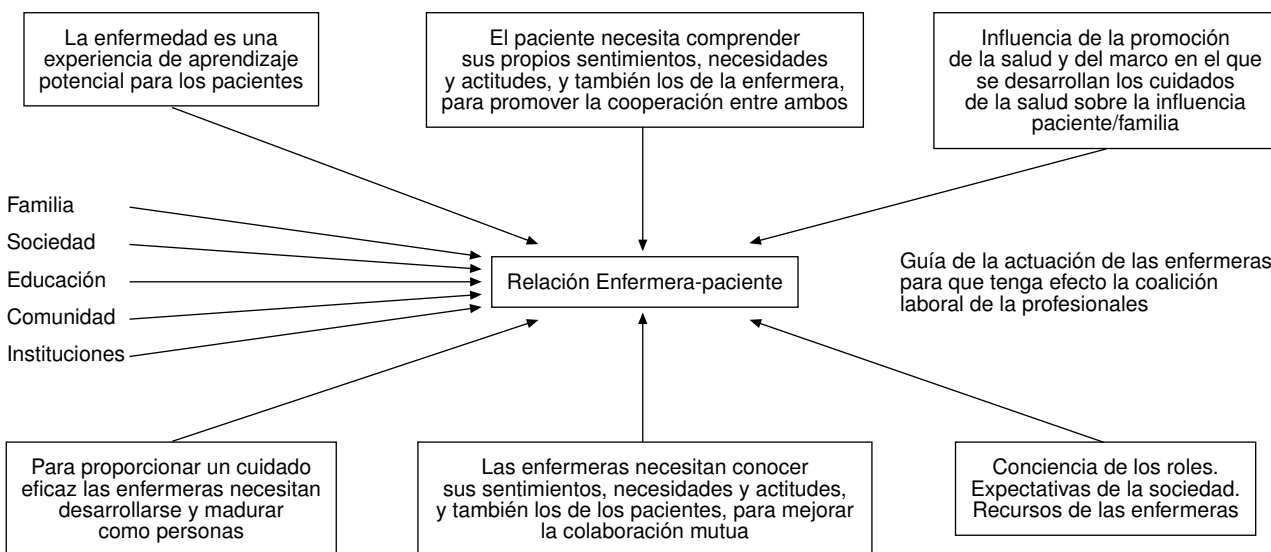 La enfermedad es una
experiencia de aprendizaje
potencial para los pacientes
El paciente necesita comprender
sus propios sentimientos, necesidades
y actitudes, y también los de la enfermera,
para promover la cooperación entre ambos
Influencia de la promoción
de la salud y del marco en el que
se desarrollan los cuidados
de la salud sobre la influencia
paciente/familia
Familia
Sociedad
Educación
Comunidad
Instituciones
Relación Enfermera-paciente
Guía de la actuación de las enfermeras
para que tenga efecto la coalición
laboral de la profesionales
Para proporcionar un cuidado
eficaz las enfermeras necesitan
desarrollarse y madurar
como personas
Las enfermeras necesitan conocer
sus sentimientos, necesidades y actitudes,
y también los de los pacientes, para mejorar
la colaboración mutua
Conciencia de los roles.
Expectativas de la sociedad.
Recursos de las enfermeras